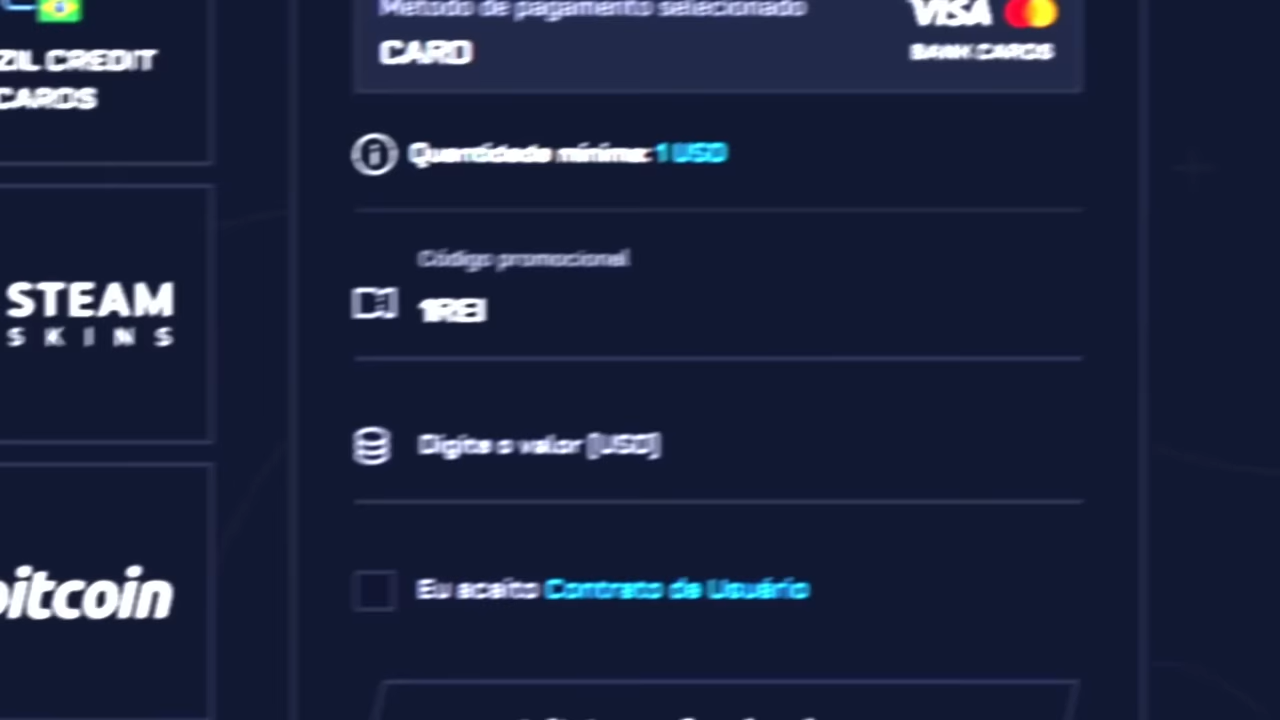 ZIL CREDIT
CARDS
STEAM
SKINS
bitcoin
Método de pagamento selecionado
CARD
VISA
BANK CARDS
Quantidade mínima: 1 USD
Código promocional
1REI
Digite o valor (USD)
Eu aceito Contrato de Usuário